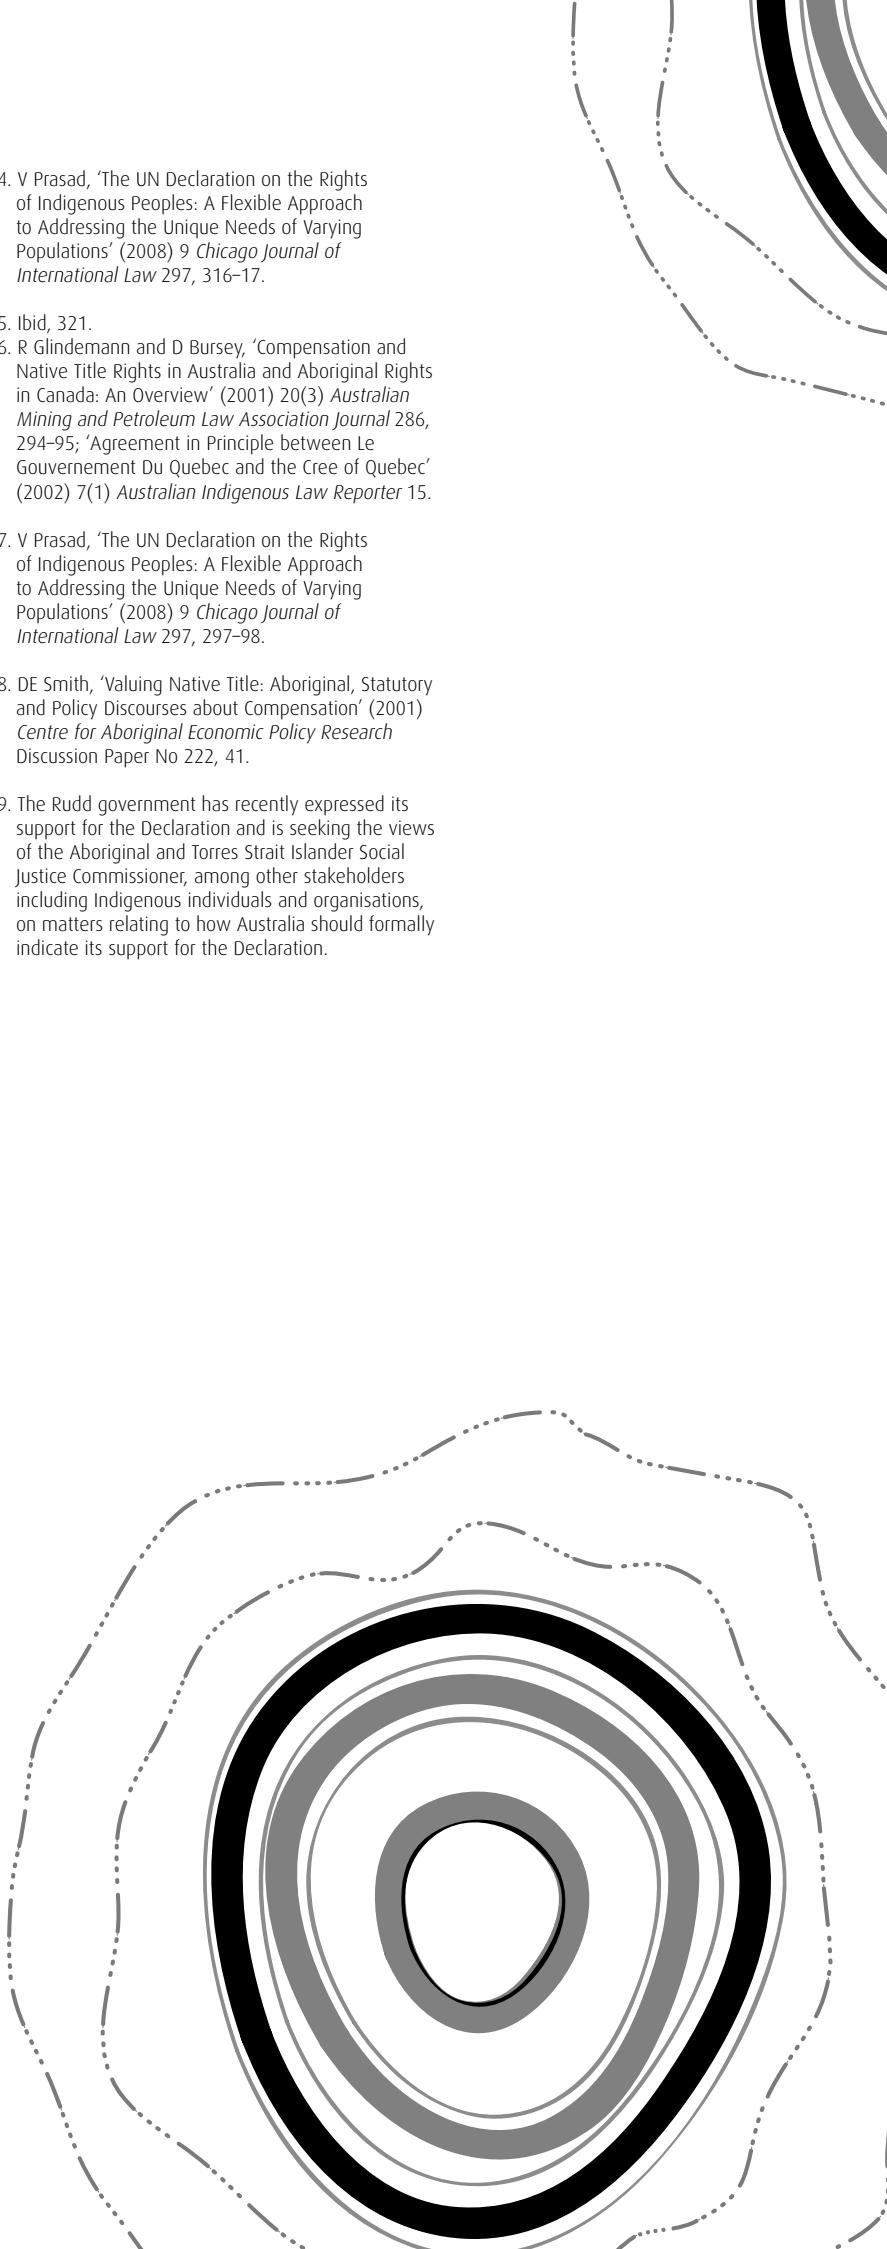 4. V Prasad, ‘The UN Declaration on the Rights
of Indigenous Peoples: A Flexible Approach
to Addressing the Unique Needs of Varying
Populations’ (2008) 9 Chicago Journal of
International Law 297, 316–17.
5. Ibid, 321.
6. R Glindemann and D Bursey, ‘Compensation and
Native Title Rights in Australia and Aboriginal Rights
in Canada: An Overview’ (2001) 20(3) Australian
Mining and Petroleum Law Association Journal 286,
294–95; ‘Agreement in Principle between Le
Gouvernement Du Quebec and the Cree of Quebec’
(2002) 7(1) Australian Indigenous Law Reporter 15.
7. V Prasad, ‘The UN Declaration on the Rights
of Indigenous Peoples: A Flexible Approach
to Addressing the Unique Needs of Varying
Populations’ (2008) 9 Chicago Journal of
International Law 297, 297–98.
8. DE Smith, ‘Valuing Native Title: Aboriginal, Statutory
and Policy Discourses about Compensation’ (2001)
Centre for Aboriginal Economic Policy Research
Discussion Paper No 222, 41.
9. The Rudd government has recently expressed its
support for the Declaration and is seeking the views
of the Aboriginal and Torres Strait Islander Social
Justice Commissioner, among other stakeholders
including Indigenous individuals and organisations,
on matters relating to how Australia should formally
indicate its support for the Declaration.